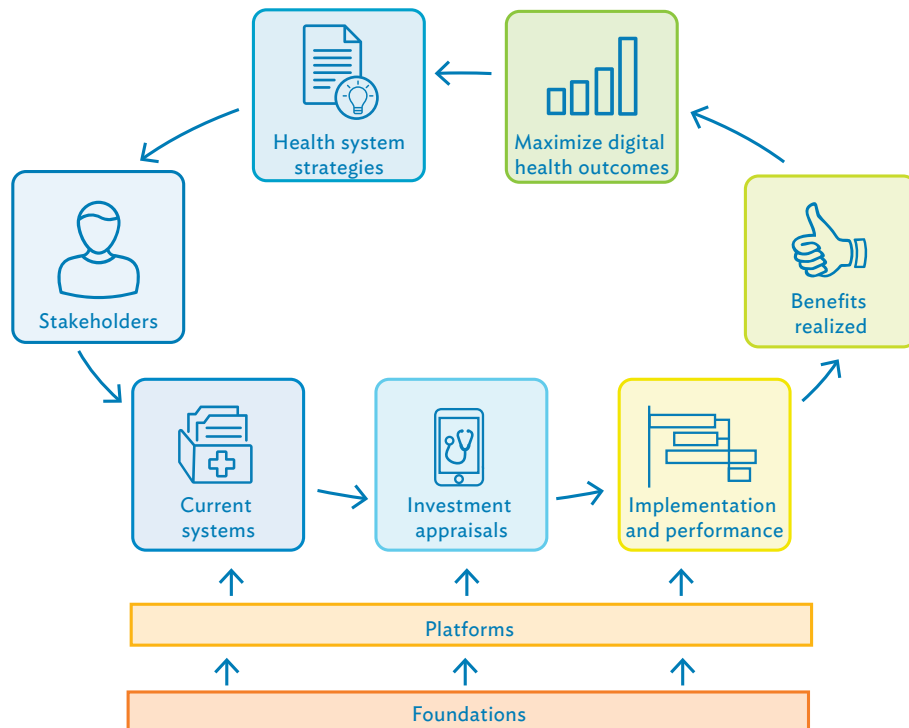 Health system
strategies
Maximize digital
health outcomes
Stakeholders
Benefits
realized
Current
systems
Investment
appraisals
Implementation
and performance
Platforms
Foundations